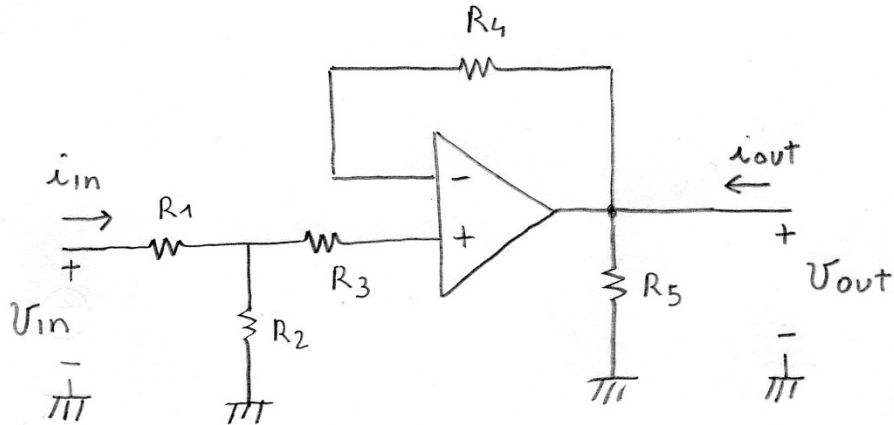 R4
iin
iout
R1
-
+
+
R3
+
Vin
R2
R5
Vout
-
-